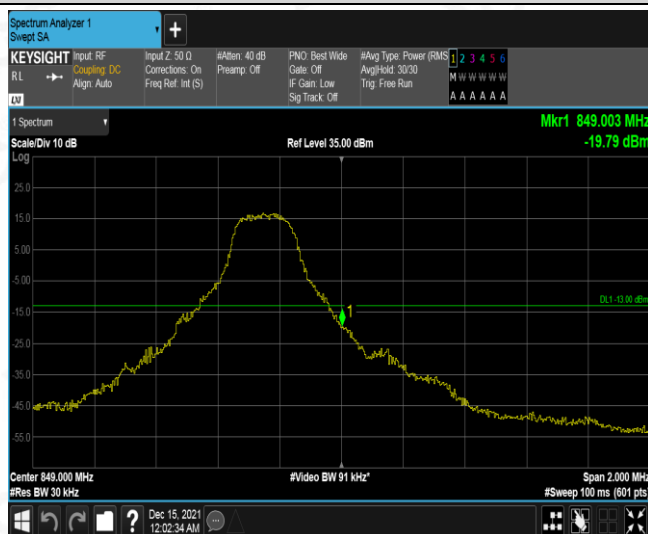 Spectrum Analyzer 1
Swept SA
KEYSIGHT
R L
Input: RF
Coupling: DC
Align: Auto
Input Z: 50 Ω
Corrections: On
Freq Ref: Int (S)
#Atten: 40 dB
Preamp: Off
PNO: Best Wide
Gate: Off
IF Gain: Low
Sig Track: Off
#Avg Type: Power (RMS
Avg|Hold: 30/30
Trig: Free Run
1 2 3 4 5 6
M W W W W W
A A A A A A
1 Spectrum
Mkr1 849.003 MHz
Scale/Div 10 dB
Ref Level 35.00 dBm
-19.79 dBm
Log
25.0
15.0
5.00
-5.00
DL1 -13.00 dBm
1
-15.0
-25.0
-35.0
-45.0
-55.0
Center 849.000 MHz
#Video BW 91 kHz*
Span 2.000 MHz
#Res BW 30 kHz
#Sweep 100 ms (601 pts)
?
Dec 15, 2021
12:02:34 AM